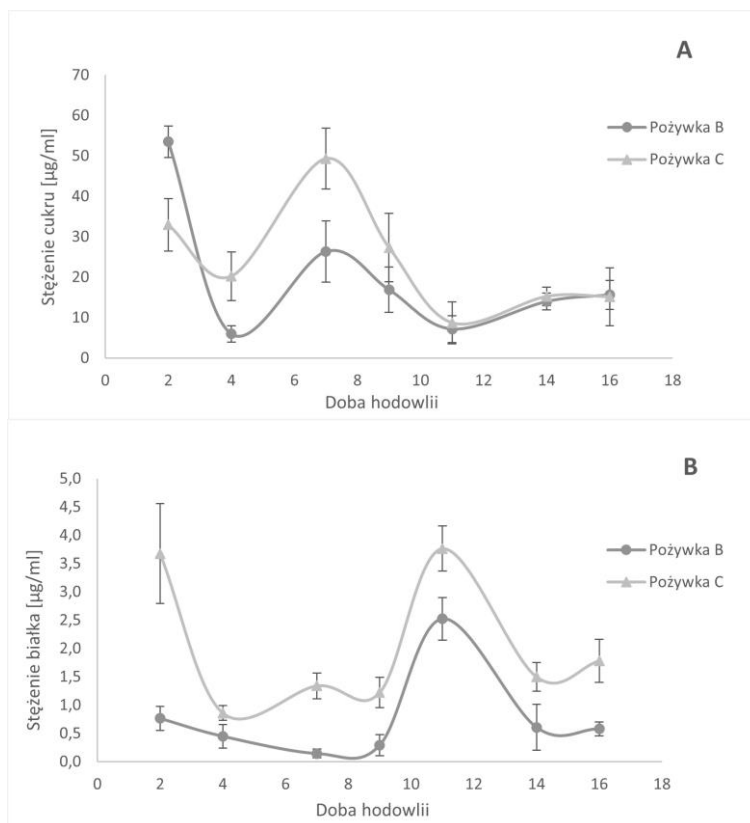 A
70
60
50
40
30
20
10
0
Stężenie cukru [µg/ml]
Pożywka B
Pożywka C
0 2 4 6 8 10 12 14 16 18
Doba hodowlii
B
5,0
4,5
4,0
3,5
3,0
2,5
2,0
1,5
1,0
0,5
0,0
Stężenie białka [µg/ml]
Pożywka B
Pożywka C
0 2 4 6 8 10 12 14 16 18
Doba hodowlii